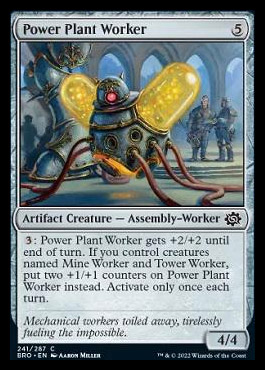 Power Plant Worker 5
Artifact Creature — Assembly-Worker
3: Power Plant Worker gets +2/+2 until
end of turn. If you control creatures
named Mine Worker and Tower Worker,
put two +1/+1 counters on Power Plant
Worker instead. Activate only once each
turn.
Mechanical workers toiled away, tirelessly
fueling the impossible.
4/4
241/287 C
BRO • EN AARON MILLER
™ & © 2022 Wizards of the Coast